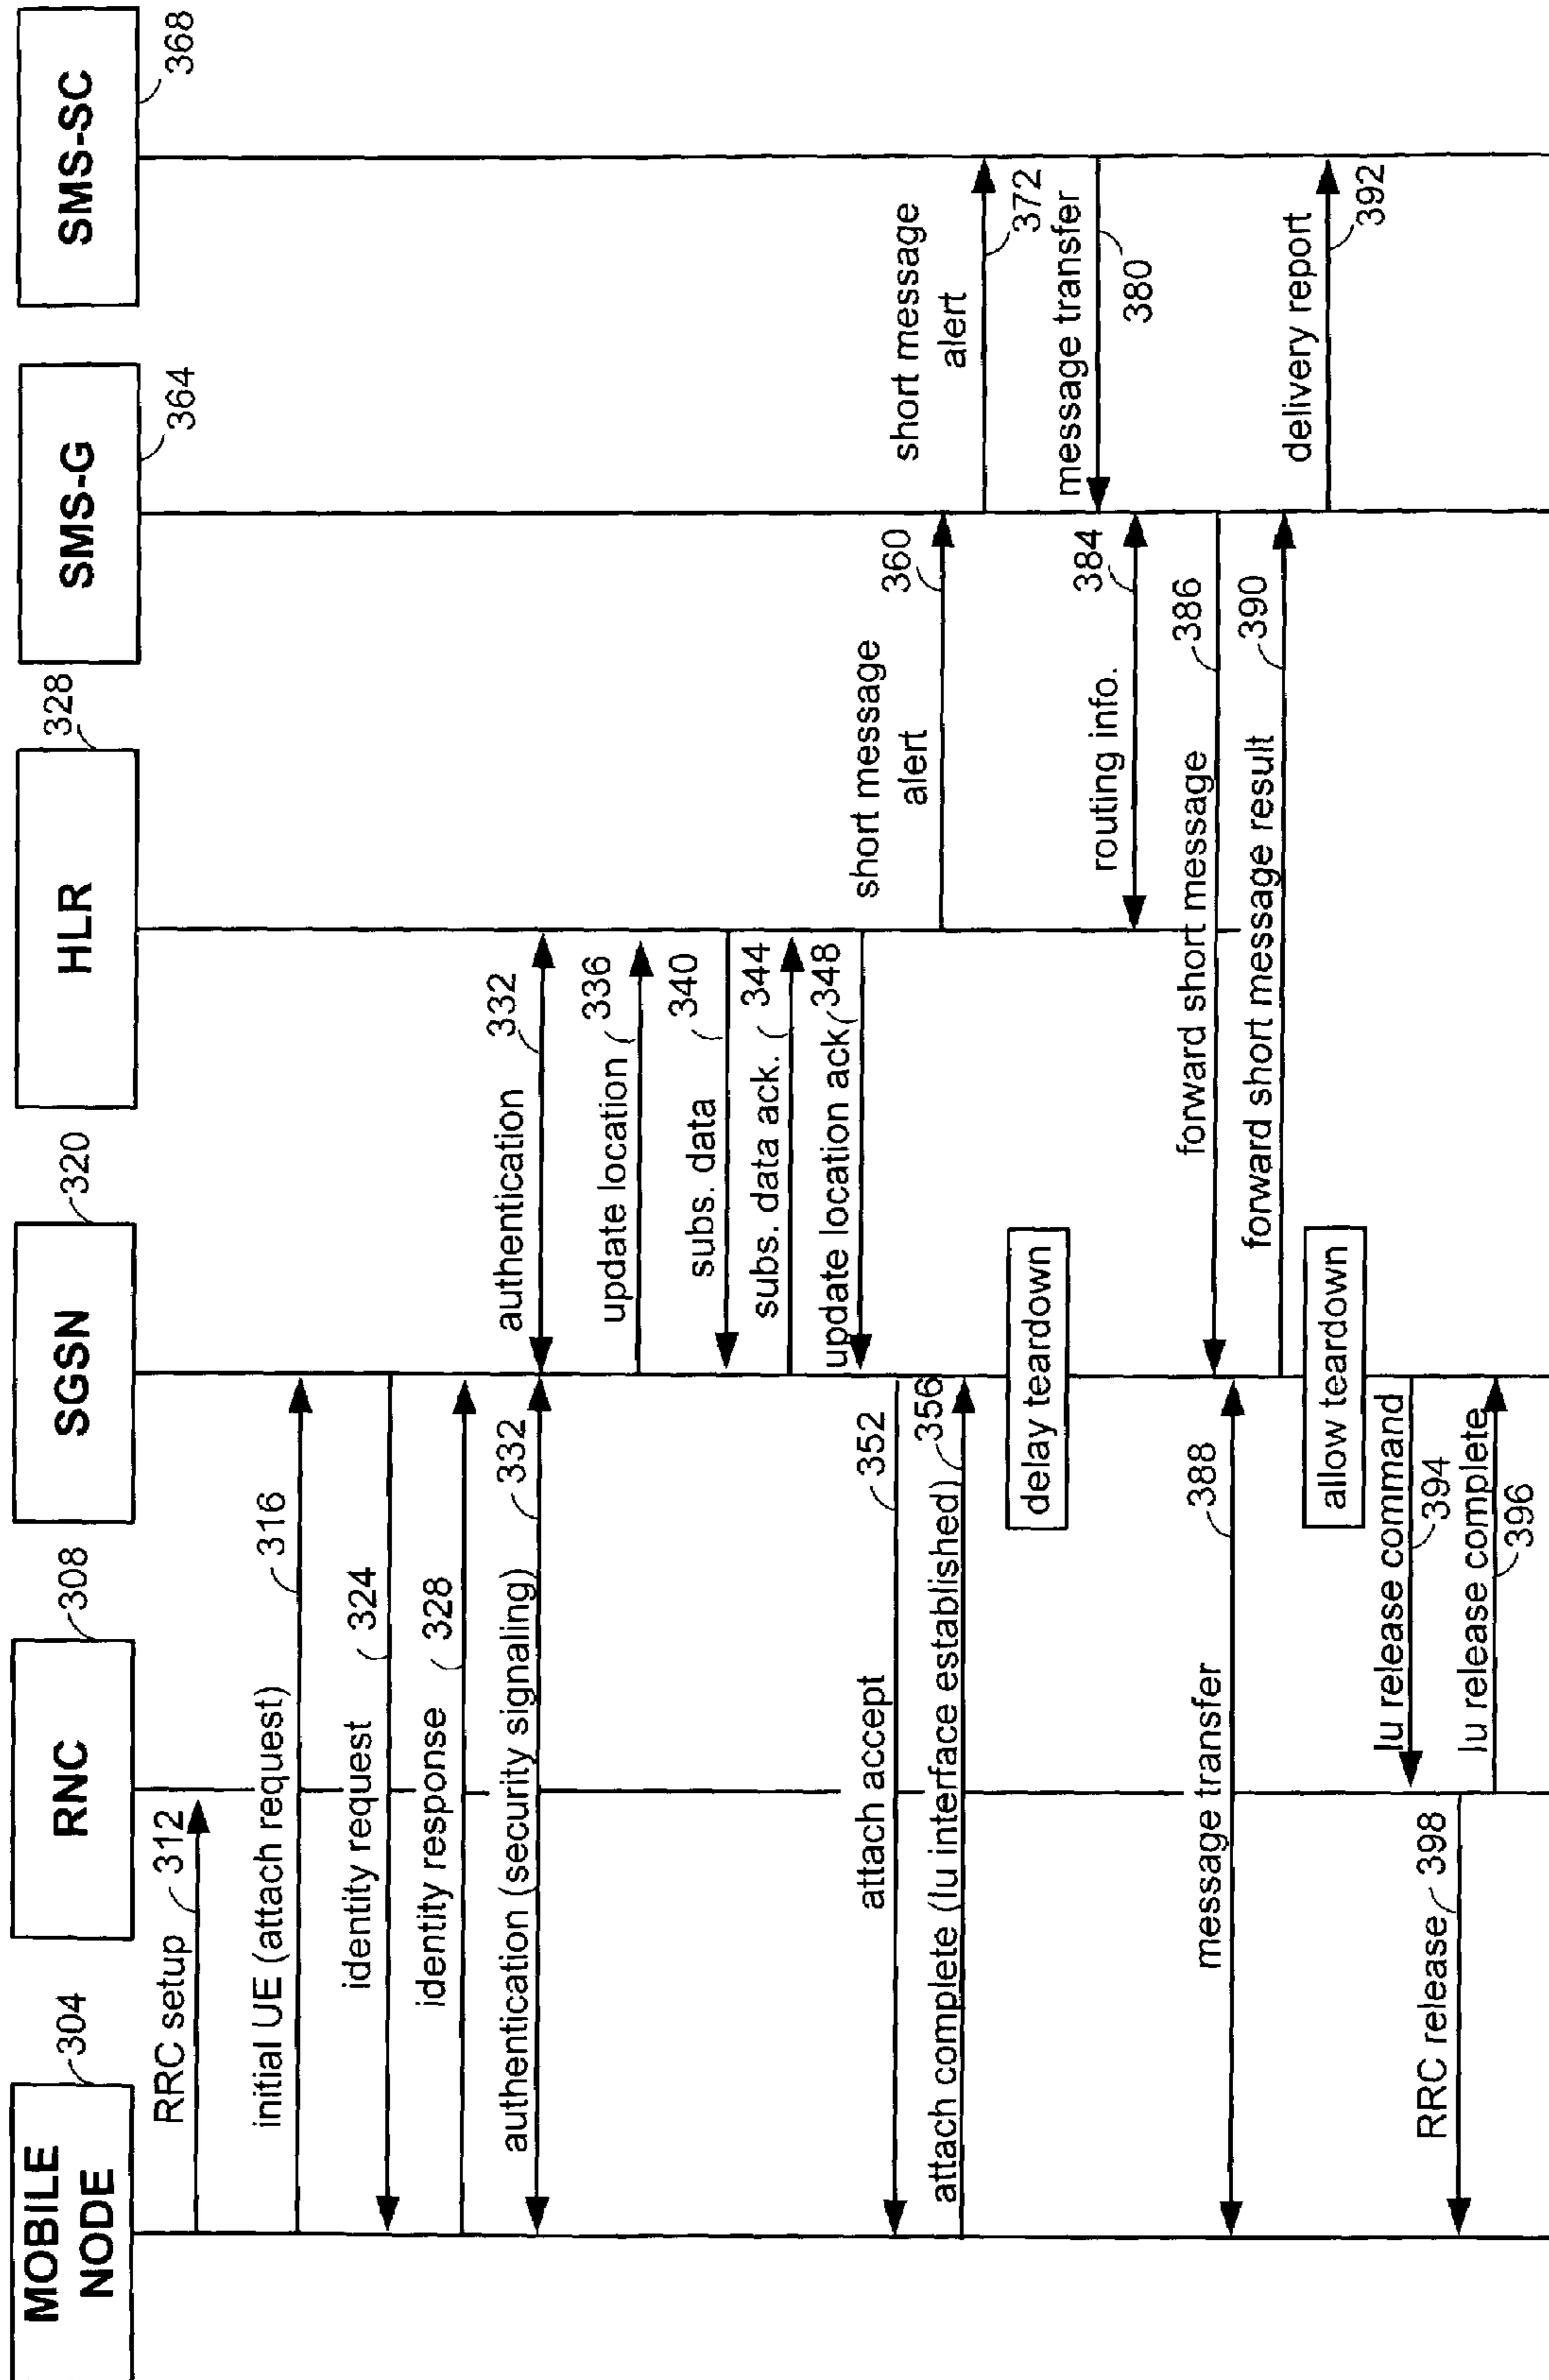 MOBILE
NODE
304
RNC
308
SGSN
320
HLR
328
SMS-G
364
SMS-SC
368
RRC setup
312
initial UE (attach request)
316
identity request
324
identity response
328
authentication (security signaling)
332
authentication
332
update location
336
subs. data
340
subs. data ack.
344
update location ack
348
attach accept
352
short message
alert
360
attach complete (Iu interface established)
356
short message
alert
372
delay teardown
message transfer
380
routing info.
384
forward short message
386
message transfer
388
forward short message result
390
delivery report
392
allow teardown
Iu release command
394
RRC release
398
Iu release complete
396